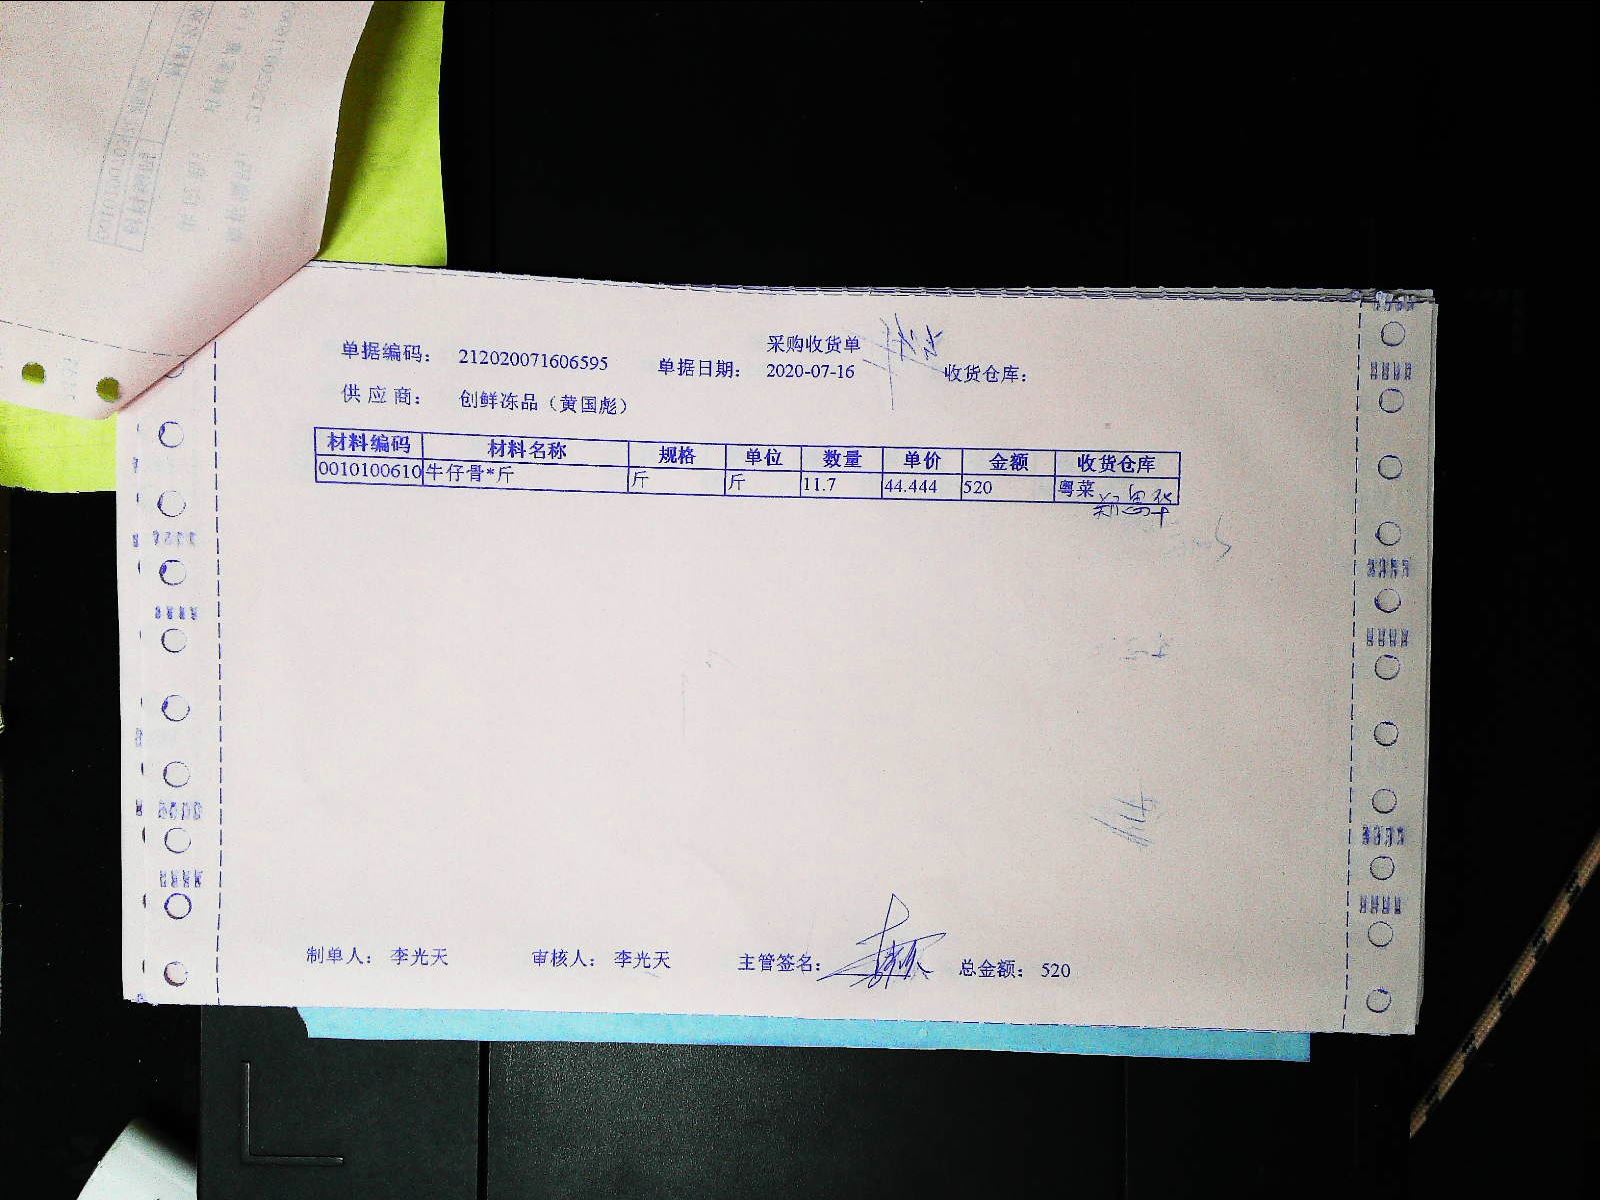 采购收货单
单据编码： 212020071606595 单据日期： 2020-07-16 收货仓库：
供应商： 创鲜冻品（黄国彪）
材料编码 材料名称 规格 单位 数量 单价 金额 收货仓库
0010100610 牛仔骨*斤 斤 斤 11.7 44.444 520 粤菜
制单人： 李光天 审核人： 李光天 主管签名： 总金额： 520